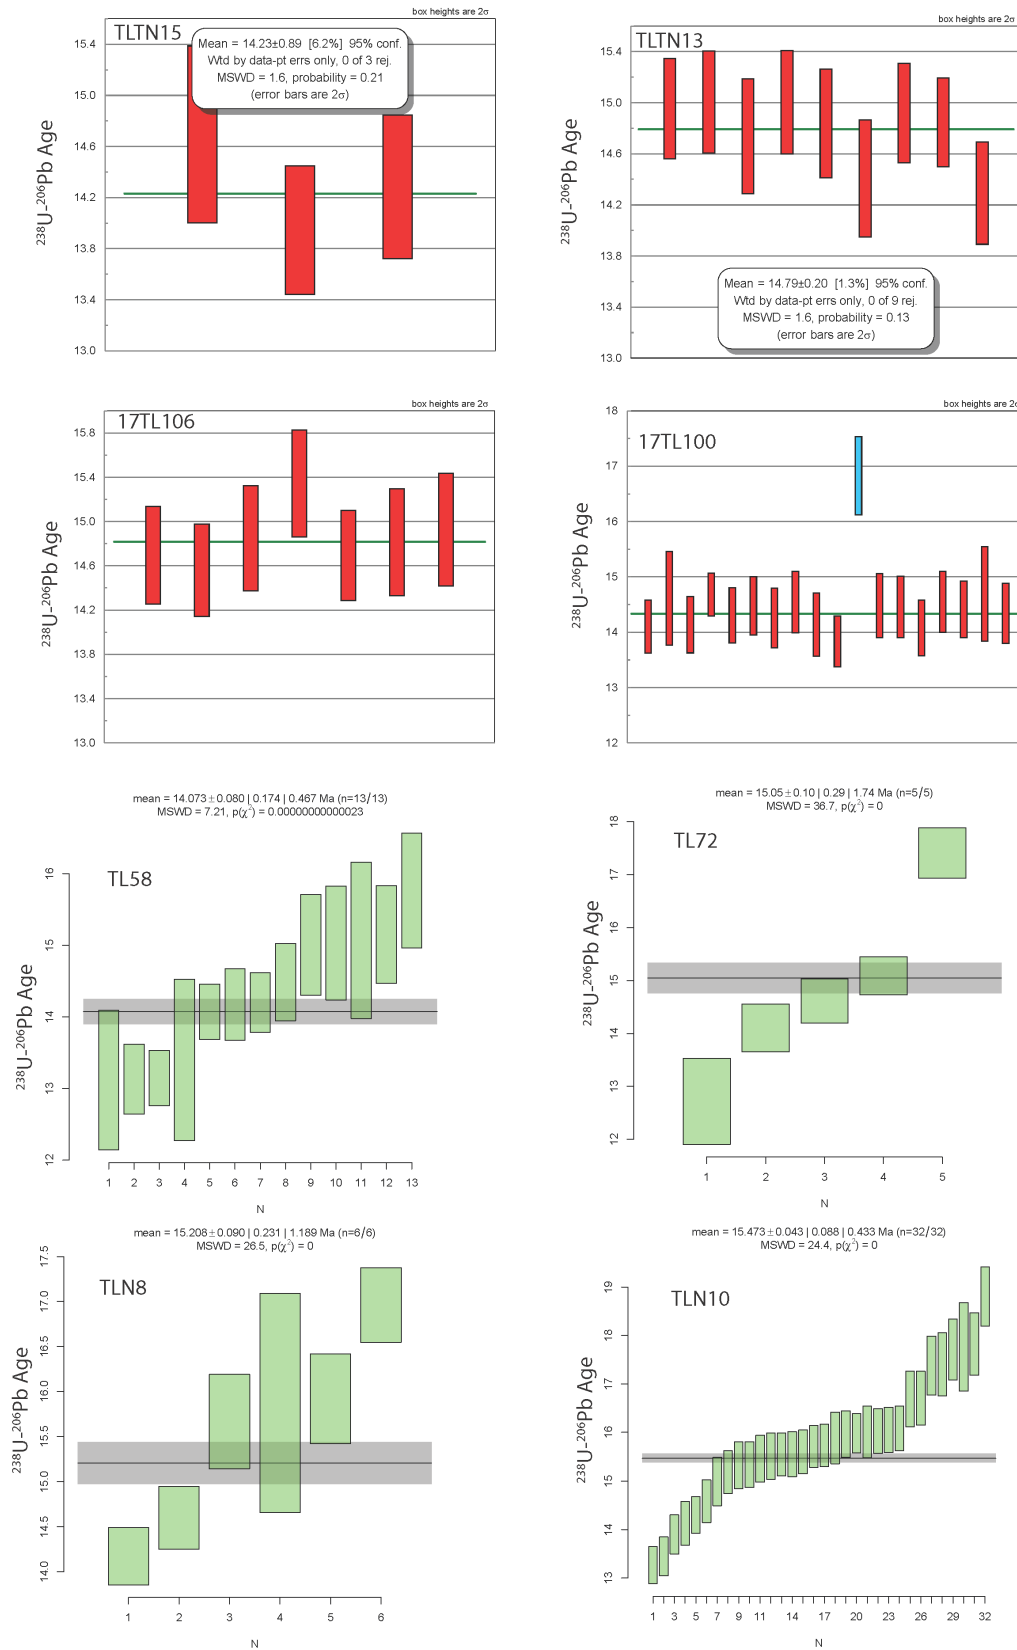 box heights are 2σ
TLTN15
Mean = 14.23±0.89 [6.2%] 95% conf.
Wtd by data-pt errs only, 0 of 3 rej.
MSWD = 1.6, probability = 0.21
(error bars are 2σ)
15.4
15.0
14.6
14.2
13.8
13.4
13.0
238U-206Pb Age
box heights are 2σ
TLTN13
15.4
15.0
14.6
14.2
13.8
13.4
13.0
238U-206Pb Age
Mean = 14.79±0.20 [1.3%] 95% conf.
Wtd by data-pt errs only, 0 of 9 rej.
MSWD = 1.6, probability = 0.13
(error bars are 2σ)
box heights are 2σ
17TL106
15.8
15.4
15.0
14.6
14.2
13.8
13.4
13.0
238U-206Pb Age
box heights are 2σ
17TL100
18
17
16
15
14
13
12
238U-206Pb Age
mean = 14.073 ± 0.080 | 0.174 | 0.467 Ma (n=13/13)
MSWD = 7.21, p(χ2) = 0.00000000000023
TL58
16
15
14
13
12
238U-206Pb Age
1 2 3 4 5 6 7 8 9 10 11 12 13
N
mean = 15.05 ± 0.10 | 0.29 | 1.74 Ma (n=5/5)
MSWD = 36.7, p(χ2) = 0
TL72
18
17
16
15
14
13
12
238U-206Pb Age
1 2 3 4 5
N
mean = 15.208 ± 0.090 | 0.231 | 1.189 Ma (n=6/6)
MSWD = 26.5, p(χ2) = 0
TLN8
17.5
17.0
16.5
16.0
15.5
15.0
14.5
14.0
238U-206Pb Age
1 2 3 4 5 6
N
mean = 15.473 ± 0.043 | 0.088 | 0.433 Ma (n=32/32)
MSWD = 24.4, p(χ2) = 0
TLN10
19
18
17
16
15
14
13
238U-206Pb Age
1 3 5 7 9 11 14 17 20 23 26 29 32
N